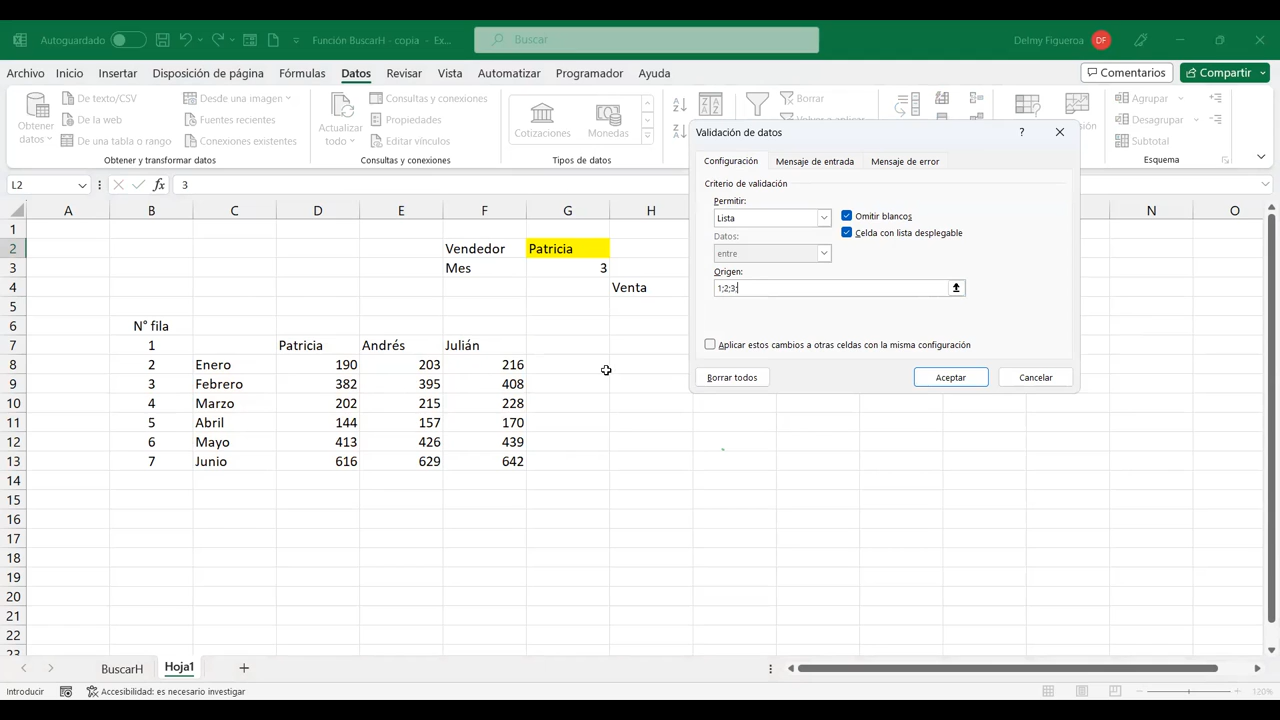 Autoguardado
Función BuscarH - copia - Ex...
Buscar
Delmy Figueroa
DF
Archivo Inicio Insertar Disposición de página Fórmulas Datos Revisar Vista Automatizar Programador Ayuda
Comentarios
Compartir
Obtener datos
De texto/CSV
De la web
De una tabla o rango
Desde una imagen
Fuentes recientes
Conexiones existentes
Obtener y transformar datos
Actualizar todo
Consultas y conexiones
Propiedades
Editar vínculos
Consultas y conexiones
Cotizaciones
Monedas
Tipos de datos
Borrar
Agrupar
Desagrupar
Subtotal
Esquema
L2
fx
3
Validación de datos
?
Configuración Mensaje de entrada Mensaje de error
Criterio de validación
Permitir:
Lista
Omitir blancos
Celda con lista desplegable
Datos:
entre
Origen:
1;2;3;
Aplicar estos cambios a otras celdas con la misma configuración
Borrar todos Aceptar Cancelar
A B C D E F G H N O
1
2 Vendedor Patricia
3 Mes 3
4 Venta
5
6 N° fila
7 1 Patricia Andrés Julián
8 2 Enero 190 203 216
9 3 Febrero 382 395 408
10 4 Marzo 202 215 228
11 5 Abril 144 157 170
12 6 Mayo 413 426 439
13 7 Junio 616 629 642
14
15
16
17
18
19
20
21
22
23
BuscarH Hoja1
Introducir
Accesibilidad: es necesario investigar
120%